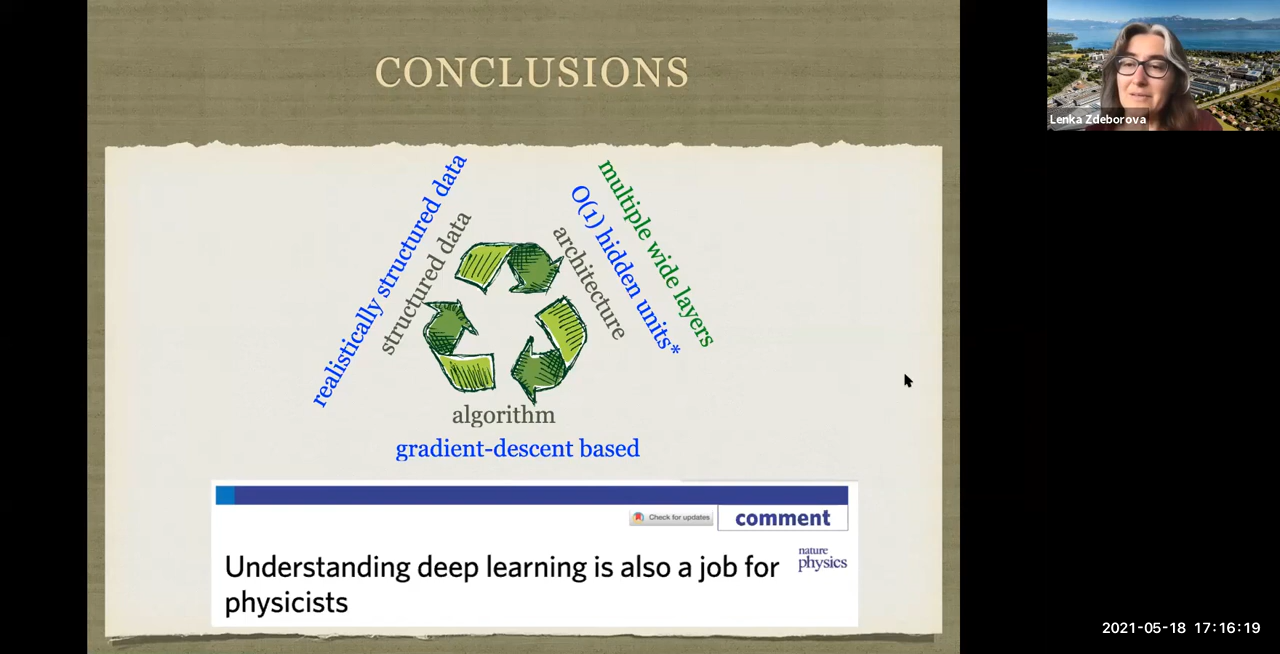 CONCLUSIONS
Lenka Zdeborova
realistically structured data
structured data
multiple wide layers
O(1) hidden units*
architecture
algorithm
gradient-descent based
Check for updates
comment
nature
physics
Understanding deep learning is also a job for
physicists
2021-05-18 17:16:19